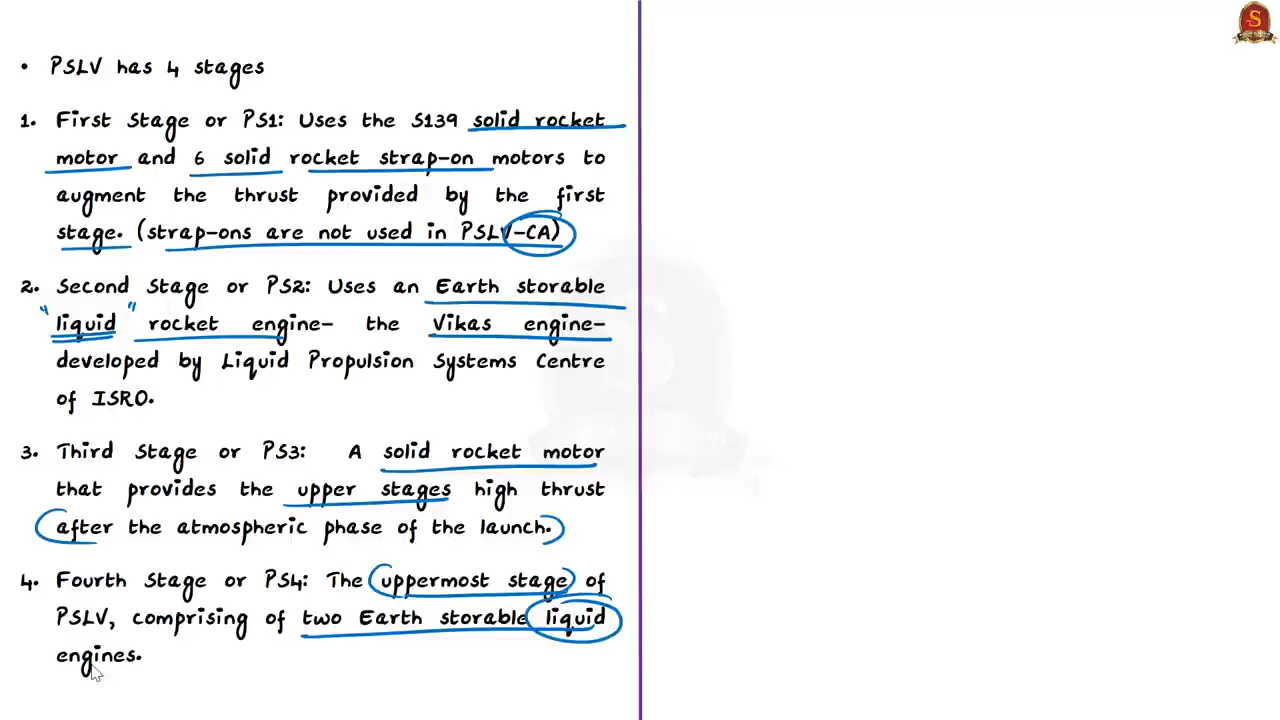 • PSLV has 4 stages
1. First Stage or PS1: Uses the S139 solid rocket
motor and 6 solid rocket strap-on motors to
augment the thrust provided by the first
stage. (strap-ons are not used in PSLV-CA)
2. Second Stage or PS2: Uses an Earth storable
"liquid" rocket engine- the Vikas engine-
developed by Liquid Propulsion Systems Centre
of ISRO.
3. Third Stage or PS3: A solid rocket motor
that provides the upper stages high thrust
after the atmospheric phase of the launch.
4. Fourth Stage or PS4: The uppermost stage of
PSLV, comprising of two Earth storable liquid
engines.
S